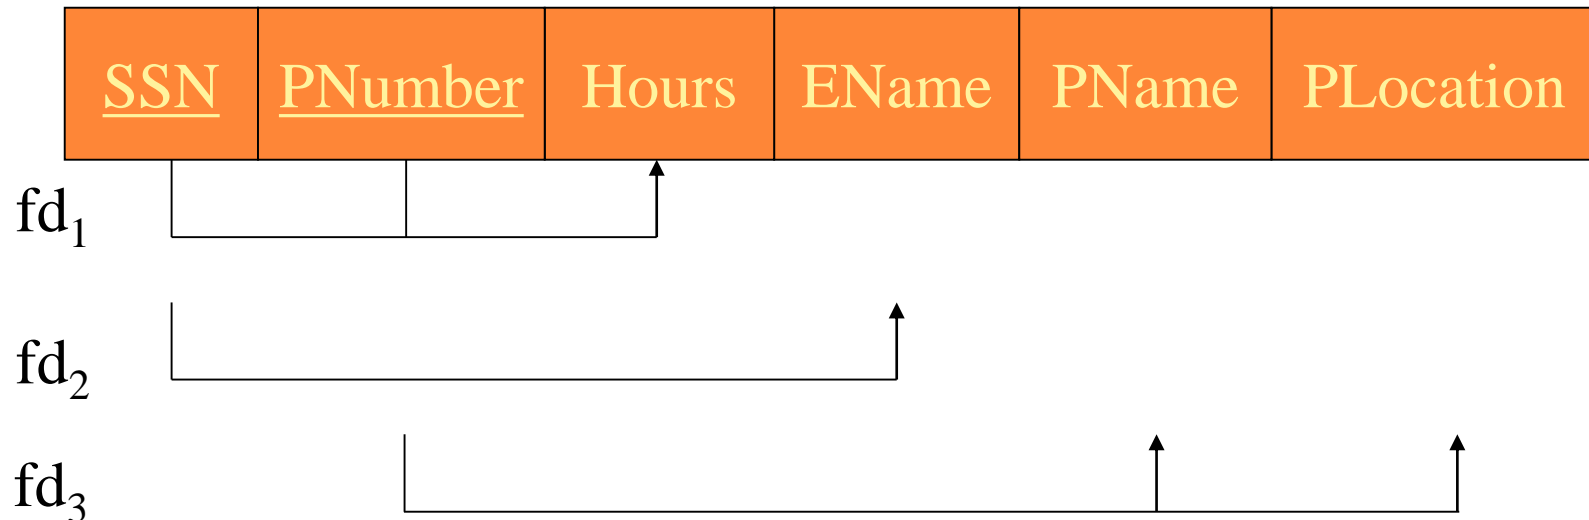 SSN PNumber Hours EName PName PLocation
fd₁
fd₂
fd₃